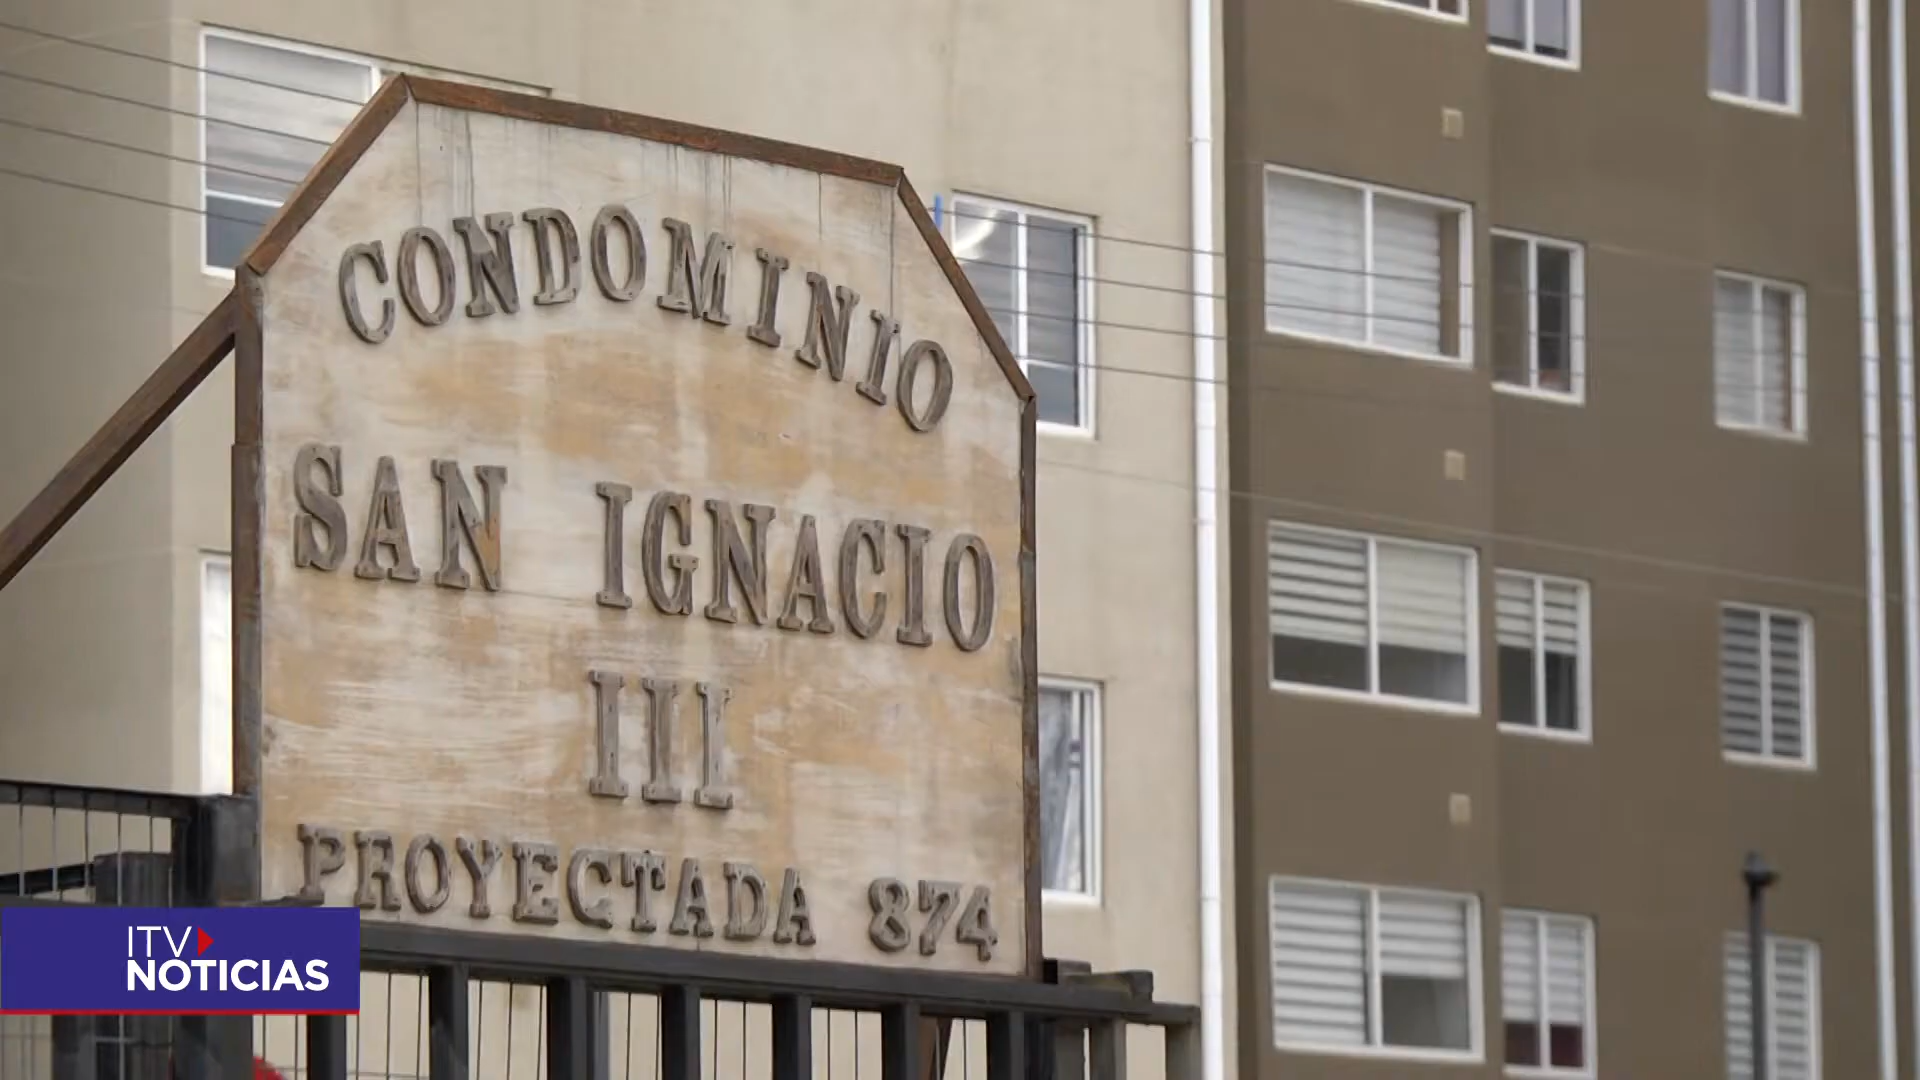 CONDOMINIO
SAN IGNACIO
III
PROYECTADA 874
ITV
NOTICIAS